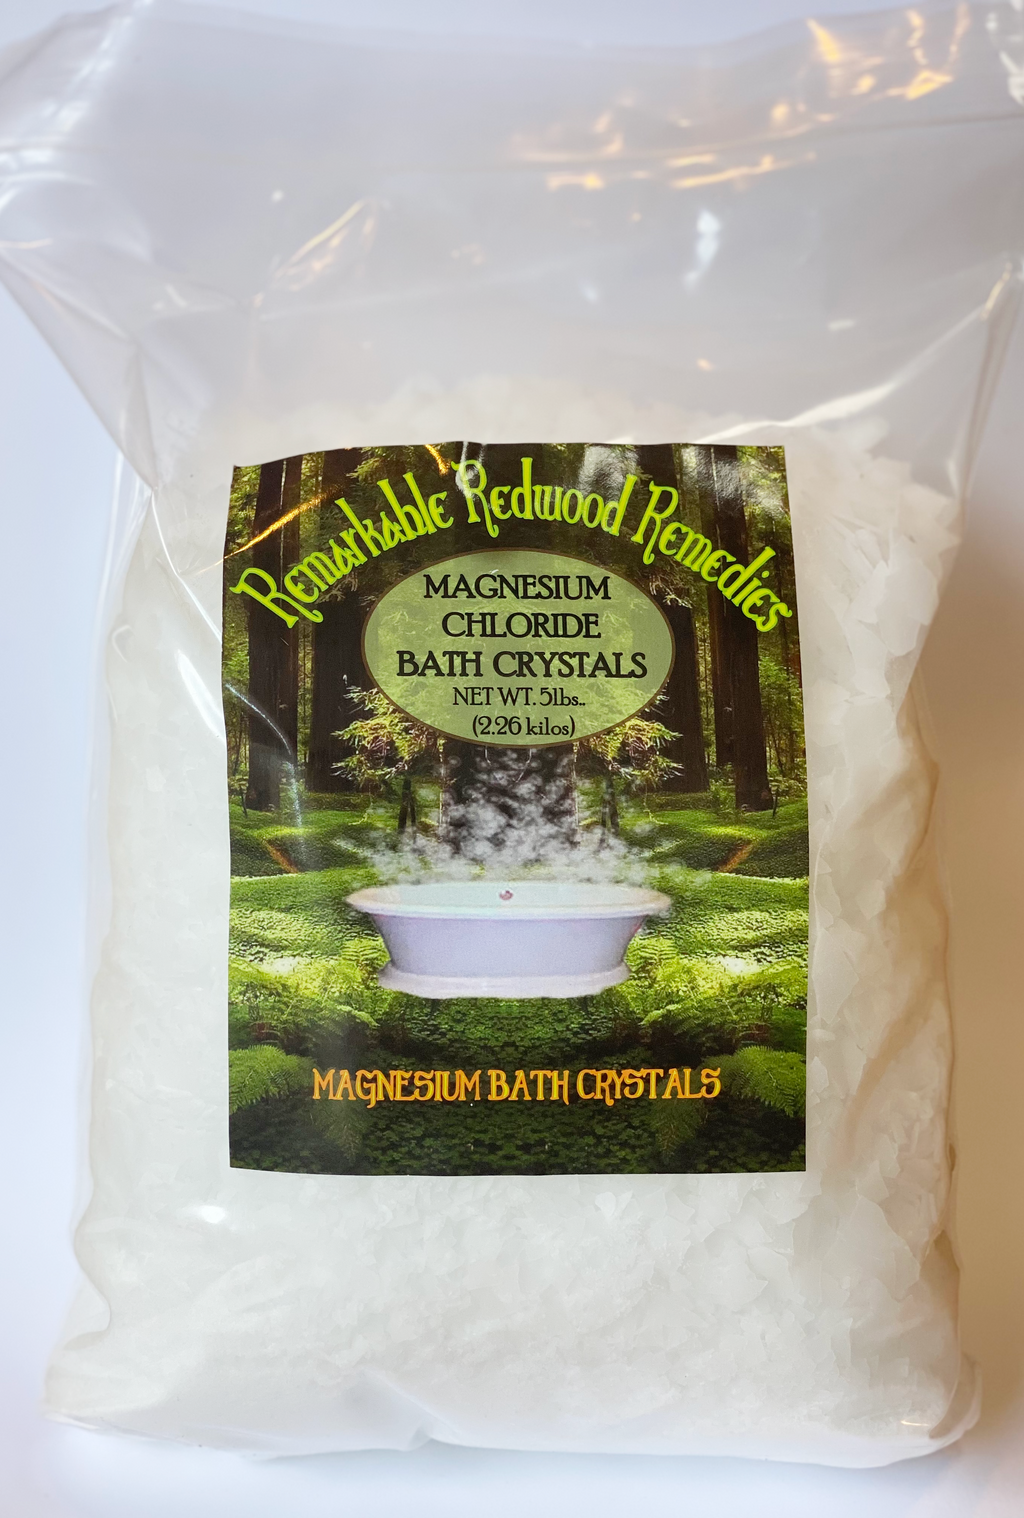 Remarkable Redwood Remedies
MAGNESIUM
CHLORIDE
BATH CRYSTALS
NET WT. 5lbs..
(2.26 kilos)
MAGNESIUM BATH CRYSTALS